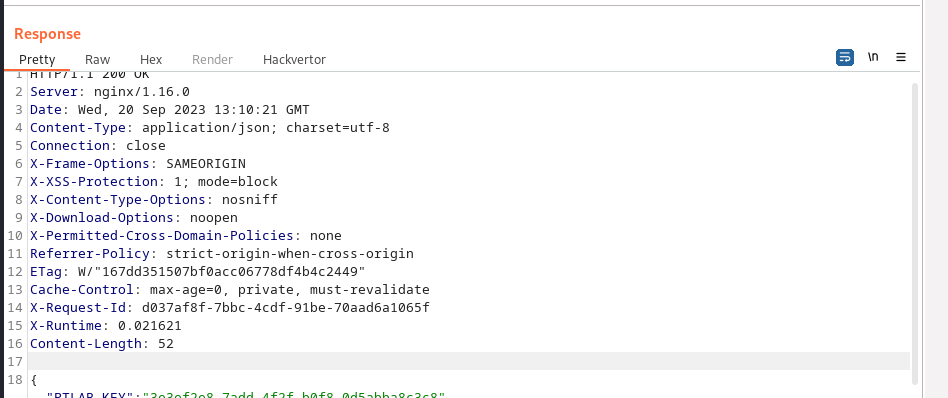 Response
Pretty Raw Hex Render Hackvertor \n
1 HTTP/1.1 200 OK
2 Server: nginx/1.16.0
3 Date: Wed, 20 Sep 2023 13:10:21 GMT
4 Content-Type: application/json; charset=utf-8
5 Connection: close
6 X-Frame-Options: SAMEORIGIN
7 X-XSS-Protection: 1; mode=block
8 X-Content-Type-Options: nosniff
9 X-Download-Options: noopen
10 X-Permitted-Cross-Domain-Policies: none
11 Referrer-Policy: strict-origin-when-cross-origin
12 ETag: W/"167dd351507bf0acc06778df4b4c2449"
13 Cache-Control: max-age=0, private, must-revalidate
14 X-Request-Id: d037af8f-7bbc-4cdf-91be-70aad6a1065f
15 X-Runtime: 0.021621
16 Content-Length: 52
17
18 {